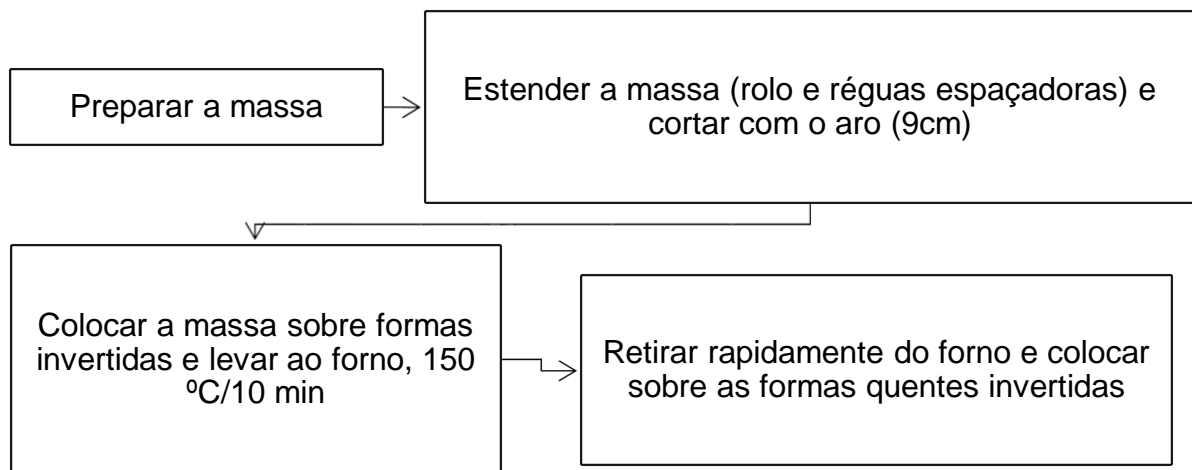 Preparar a massa
Estender a massa (rolo e réguas espaçadoras) e
cortar com o aro (9cm)
Colocar a massa sobre formas
invertidas e levar ao forno, 150
ºC/10 min
Retirar rapidamente do forno e colocar
sobre as formas quentes invertidas